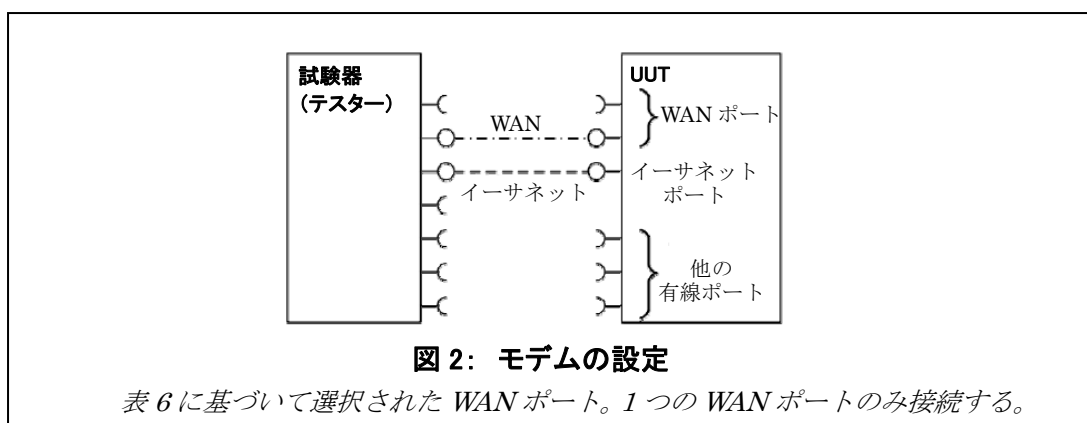 試験器
(テスター)
UUT
WAN
WAN ポート
イーサネット
イーサネット
ポート
他の
有線ポート
図 2: モデムの設定
表 6 に基づいて選択された WAN ポート。1 つの WAN ポートのみ接続する。